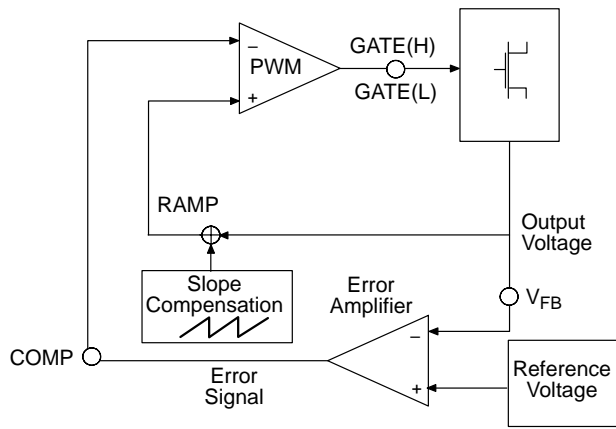 GATE(H)
GATE(L)
–
PWM
+
RAMP
Output
Voltage
Slope
Compensation
Error
Amplifier
VFB
COMP
Error
Signal
–
+
Reference
Voltage